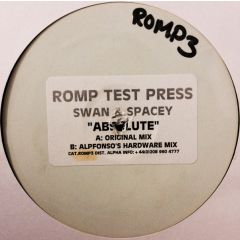 ROMP3
ROMP TEST PRESS
SWAN & SPACEY
"ABSOLUTE"
A: ORIGINAL MIX
B: ALPFONSO'S HARDWARE MIX
CAT.ROMP3 DIST. ALPHA INFO: +44(0)208 960 4777